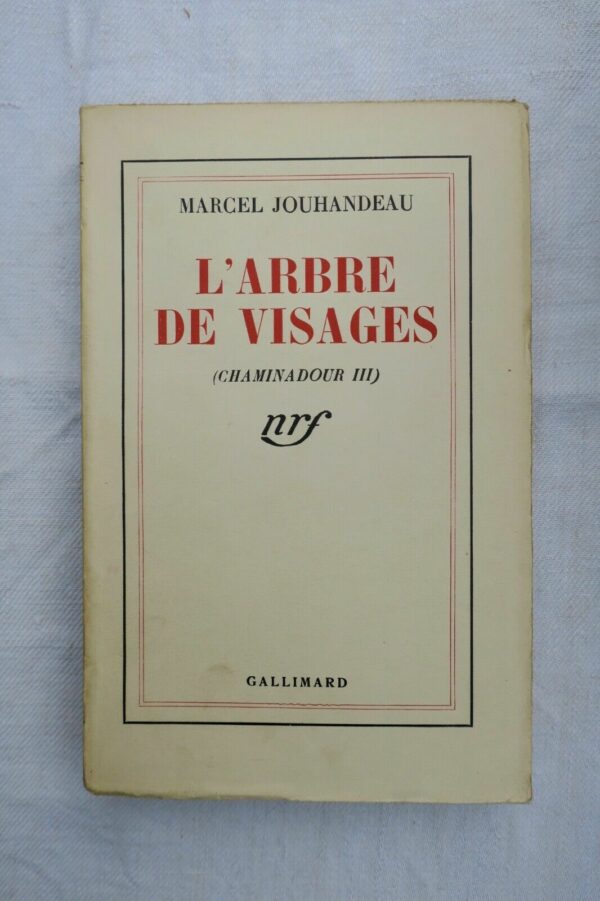 MARCEL JOUHANDEAU
L'ARBRE
DE VISAGES
(CHAMINADOUR III)
nrf
GALLIMARD